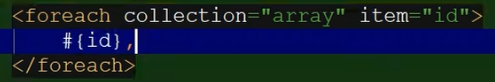 <foreach collection="array" item="id">
#{id},
</foreach>